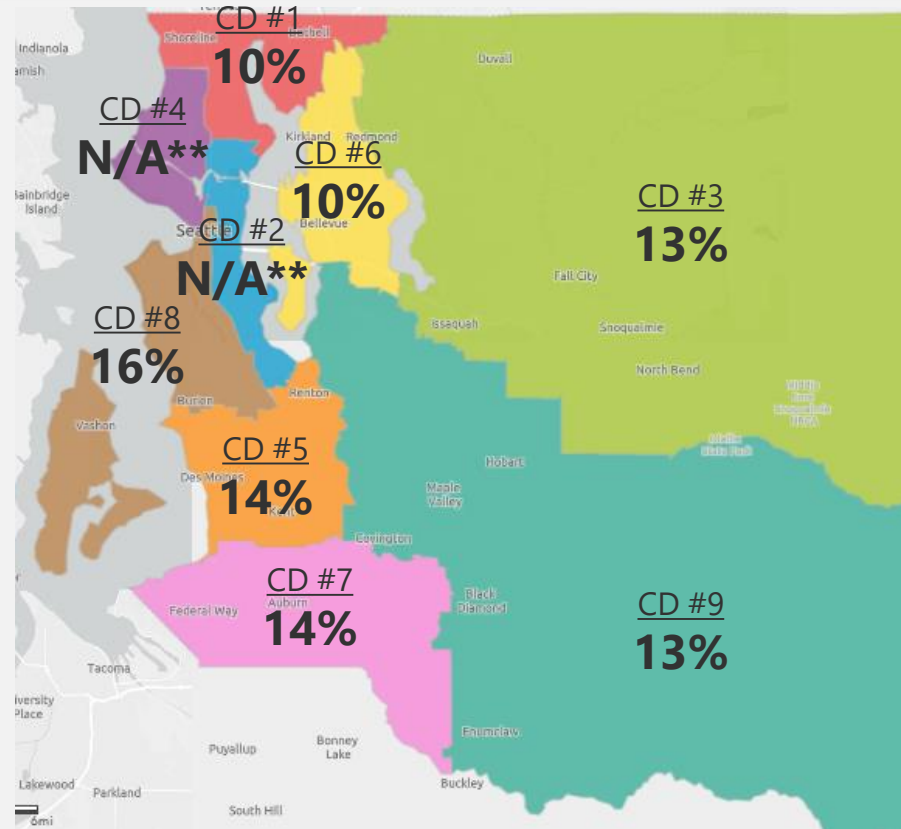 CD #1
Shoreline
Bothell
10%
Indianola
Duvall
amish
CD #4
N/A**
Kirkland
Redmond
CD #6
10%
Bainbridge
Island
CD #3
13%
Seattle
Bellevue
CD #2
N/A**
Fall City
CD #8
16%
Issaquah
Snoqualmie
North Bend
Burien
Renton
Vashon
CD #5
14%
Des Moines
Kent
Hobart
Maple
Valley
Covington
CD #7
14%
Federal Way
Auburn
Black
Diamond
CD #9
13%
Tacoma
iversity
Place
Enumclaw
Puyallup
Bonney
Lake
Buckley
Lakewood
Parkland
South Hill
6mi